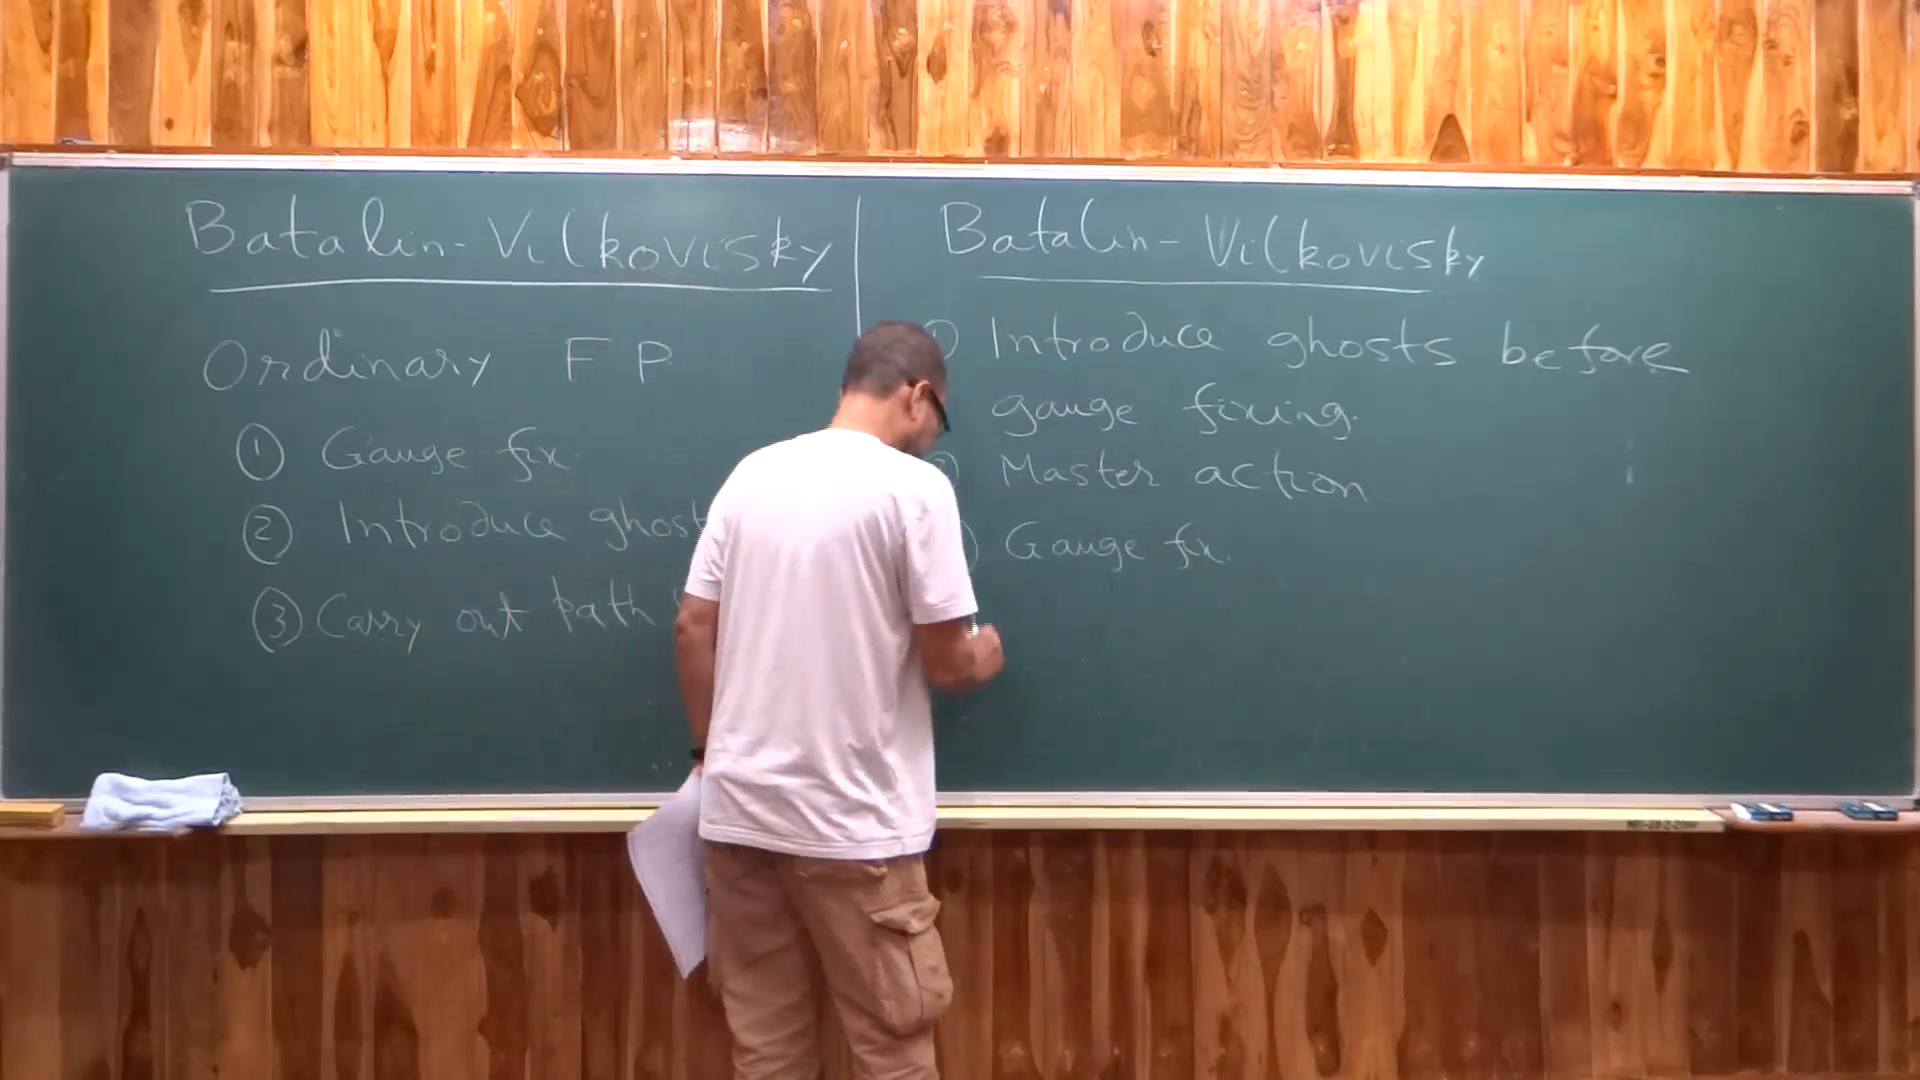 Batalin-Vilkovisky
Ordinary FP
① Gauge fix.
② Introduce ghost
③ Carry out path
Batalin-Vilkovisky
Introduce ghosts before
gauge fixing.
Master action
Gauge fix.